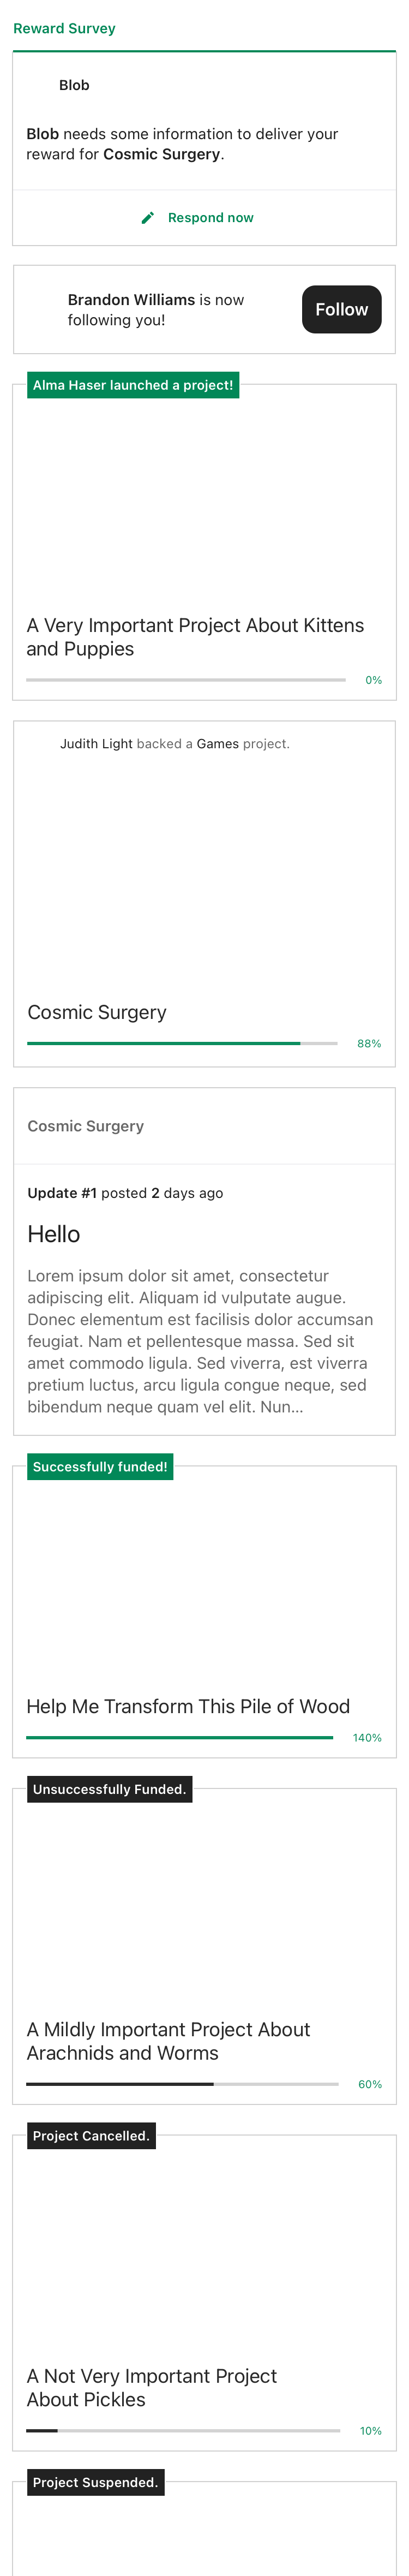 Reward Survey
Blob
Blob needs some information to deliver your
reward for Cosmic Surgery.
Respond now
Brandon Williams is now
following you!
Follow
Alma Haser launched a project!
A Very Important Project About Kittens
and Puppies
0%
Judith Light backed a Games project.
Cosmic Surgery
88%
Cosmic Surgery
Update #1 posted 2 days ago
Hello
Lorem ipsum dolor sit amet, consectetur
adipiscing elit. Aliquam id vulputate augue.
Donec elementum est facilisis dolor accumsan
feugiat. Nam et pellentesque massa. Sed sit
amet commodo ligula. Sed viverra, est viverra
pretium luctus, arcu ligula congue neque, sed
bibendum neque quam vel elit. Nun...
Successfully funded!
Help Me Transform This Pile of Wood
140%
Unsuccessfully Funded.
A Mildly Important Project About
Arachnids and Worms
60%
Project Cancelled.
A Not Very Important Project
About Pickles
10%
Project Suspended.